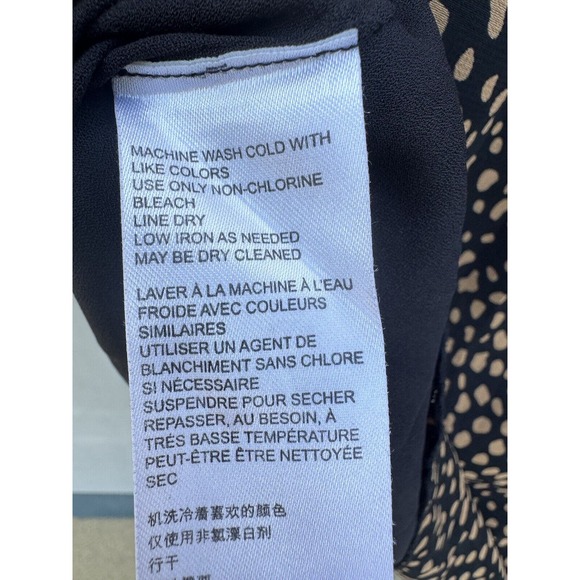 MACHINE WASH COLD WITH
LIKE COLORS
USE ONLY NON-CHLORINE
BLEACH
LINE DRY
LOW IRON AS NEEDED
MAY BE DRY CLEANED
LAVER À LA MACHINE À L'EAU
FROIDE AVEC COULEURS
SIMILAIRES
UTILISER UN AGENT DE
BLANCHIMENT SANS CHLORE
SI NÉCESSAIRE
SUSPENDRE POUR SECHER
REPASSER, AU BESOIN, À
TRÈS BASSE TEMPÉRATURE
PEUT-ÊTRE ÊTRE NETTOYÉE
SEC
机洗冷着喜欢的颜色
仅使用非氯漂白剂
行干